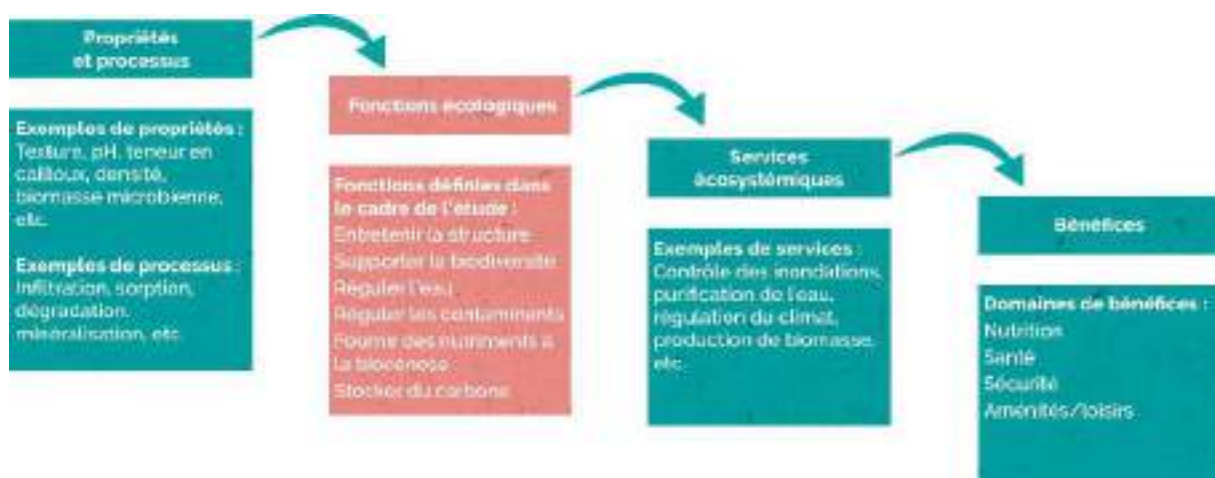 Propriétés
et processus
Exemples de propriétés :
Texture, pH, teneur en
cailloux, densité,
biomasse microbienne,
etc.
Exemples de processus :
Infiltration, sorption,
dégradation,
minéralisation, etc.
Fonctions écologiques
Fonctions définies dans
le cadre de l'étude :
Entretenir la structure
Supporter la biodiversité
Réguler l'eau
Réguler les contaminants
Fournir des nutriments à
la biocénose
Stocker du carbone
Services
écosystémiques
Exemples de services :
Contrôle des inondations,
purification de l'eau,
régulation du climat,
production de biomasse,
etc.
Bénéfices
Domaines de bénéfices :
Nutrition
Santé
Sécurité
Aménités/loisirs